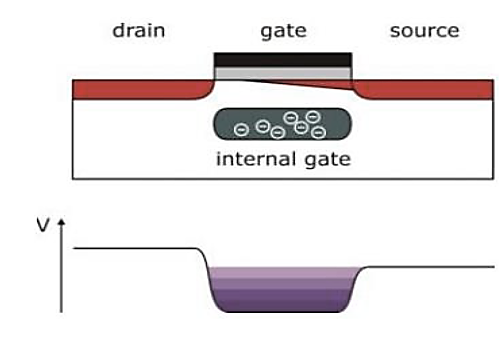 drain gate source
internal gate
V